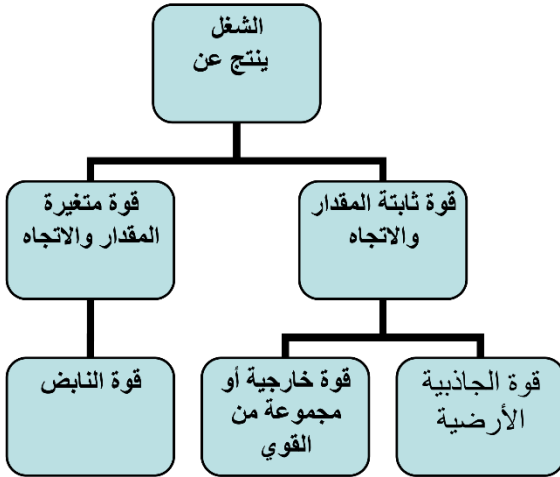 الشغل
ينتج عن
قوة ثابتة المقدار
والاتجاه
قوة متغيرة
المقدار والاتجاه
قوة الجاذبية
الأرضية
قوة خارجية أو
مجموعة من
القوي
قوة النابض